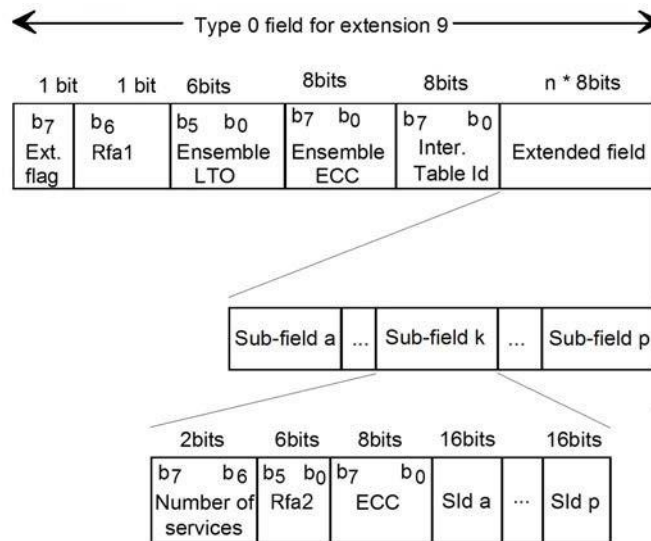 Type 0 field for extension 9
1 bit 1 bit 6bits 8bits 8bits n * 8bits
b7 b6 b5 b0 b7 b0 b7 b0
Ext. flag Rfa1 Ensemble LTO Ensemble ECC Inter. Table Id Extended field
Sub-field a ... Sub-field k ... Sub-field p
2bits 6bits 8bits 16bits 16bits
b7 b6 b5 b0 b7 b0
Number of services Rfa2 ECC SId a ... SId p